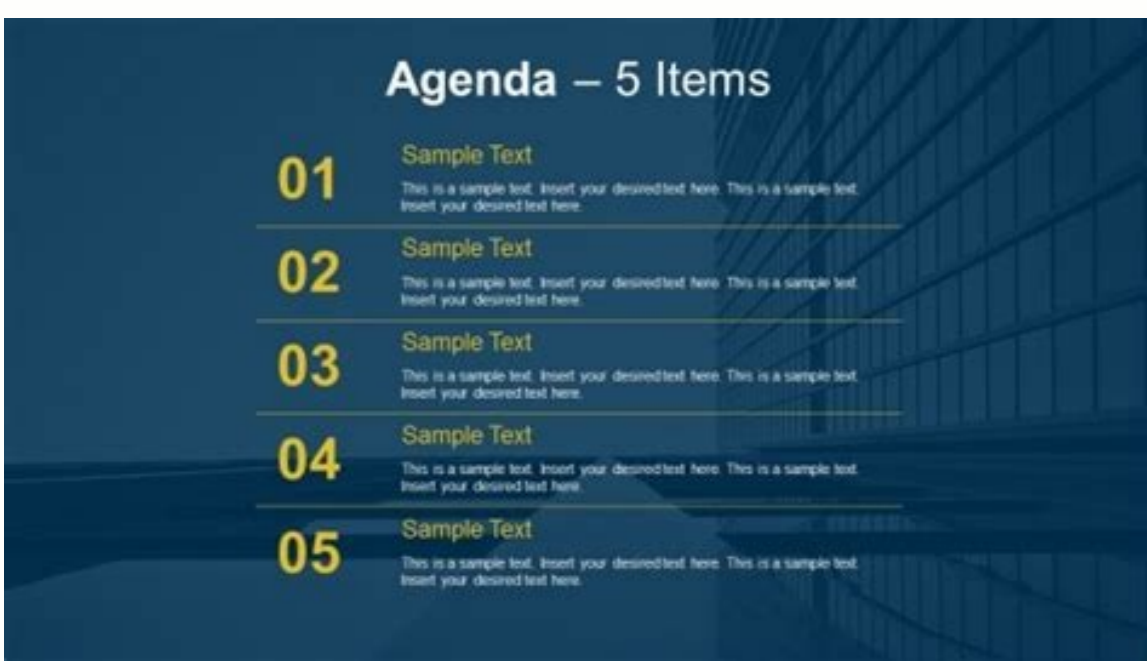 Agenda – 5 Items
01
Sample Text
This is a sample text. Insert your desired text here. This is a sample text.
Insert your desired text here.
02
Sample Text
This is a sample text. Insert your desired text here. This is a sample text.
Insert your desired text here.
03
Sample Text
This is a sample text. Insert your desired text here. This is a sample text.
Insert your desired text here.
04
Sample Text
This is a sample text. Insert your desired text here. This is a sample text.
Insert your desired text here.
05
Sample Text
This is a sample text. Insert your desired text here. This is a sample text.
Insert your desired text here.